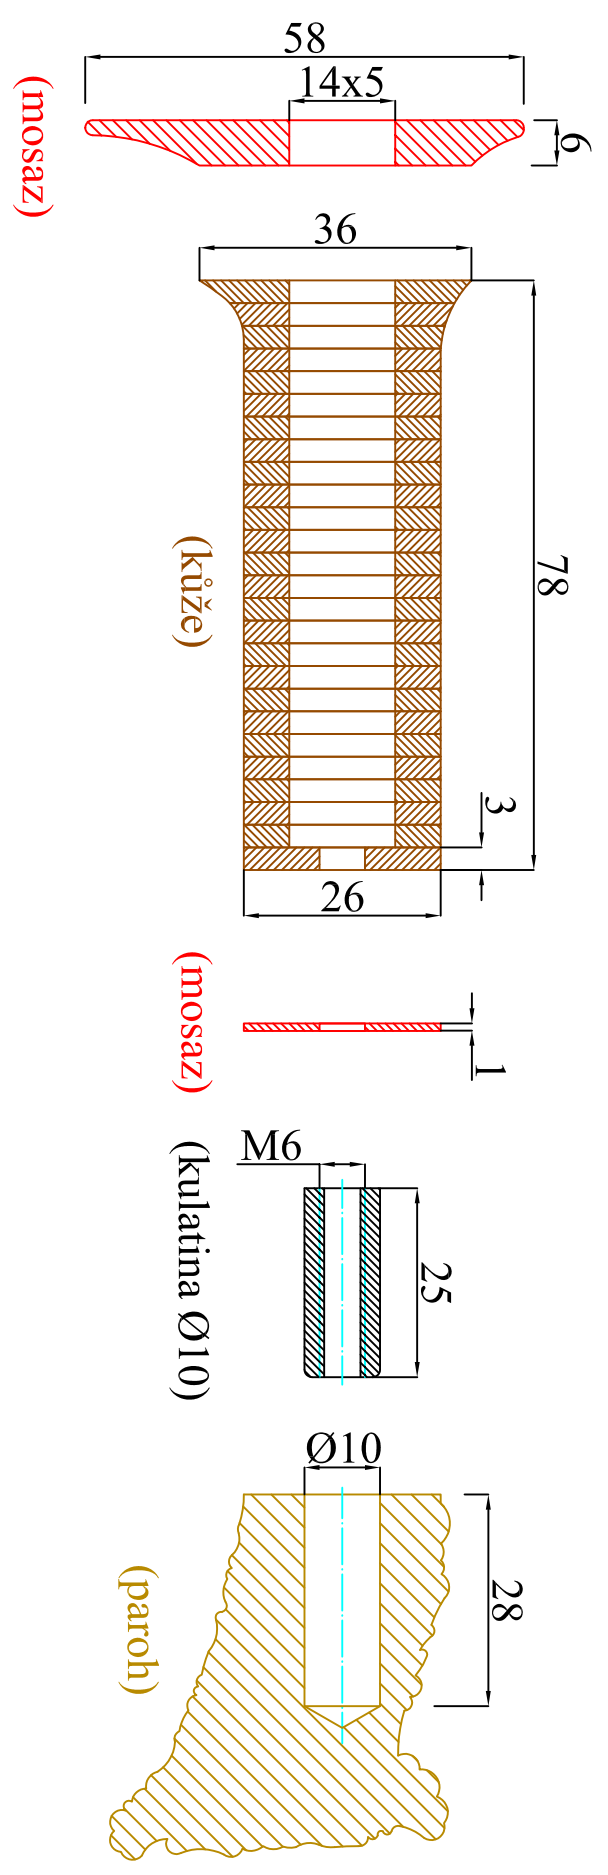 58
14x5
6
(mosaz)
36
78
(kůže)
3
26
(mosaz)
1
M6
(kulatina Ø10)
25
Ø10
28
(paroh)